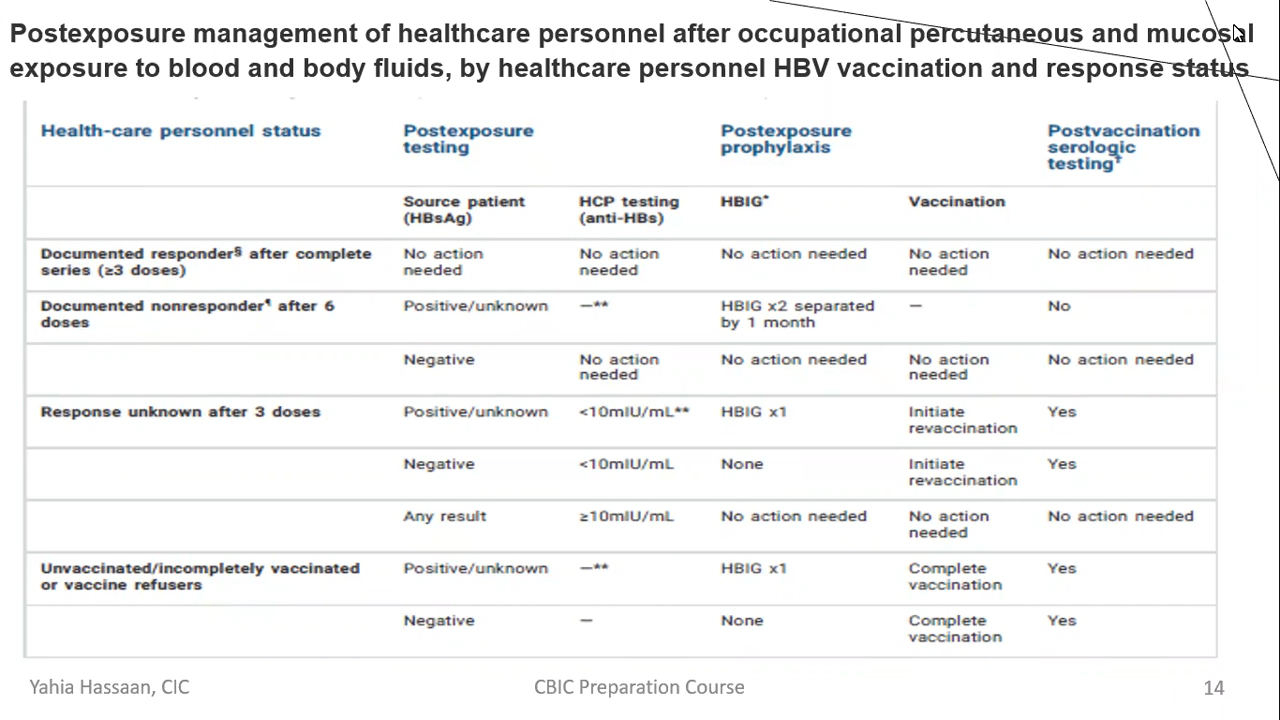 Postexposure management of healthcare personnel after occupational percutaneous and mucosal
exposure to blood and body fluids, by healthcare personnel HBV vaccination and response status
Health-care personnel status
Postexposure
testing
Postexposure
prophylaxis
Postvaccination
serologic
testing†
Source patient
(HBsAg)
HCP testing
(anti-HBs)
HBIG*
Vaccination
Documented responder§ after complete
series (≥3 doses)
No action
needed
No action
needed
No action needed
No action
needed
No action needed
Documented nonresponder¶ after 6
doses
Positive/unknown
—**
HBIG x2 separated
by 1 month
—
No
Negative
No action
needed
No action needed
No action
needed
No action needed
Response unknown after 3 doses
Positive/unknown
<10mIU/mL**
HBIG x1
Initiate
revaccination
Yes
Negative
<10mIU/mL
None
Initiate
revaccination
Yes
Any result
≥10mIU/mL
No action needed
No action
needed
No action needed
Unvaccinated/incompletely vaccinated
or vaccine refusers
Positive/unknown
—**
HBIG x1
Complete
vaccination
Yes
Negative
—
None
Complete
vaccination
Yes
Yahia Hassaan, CIC
CBIC Preparation Course
14